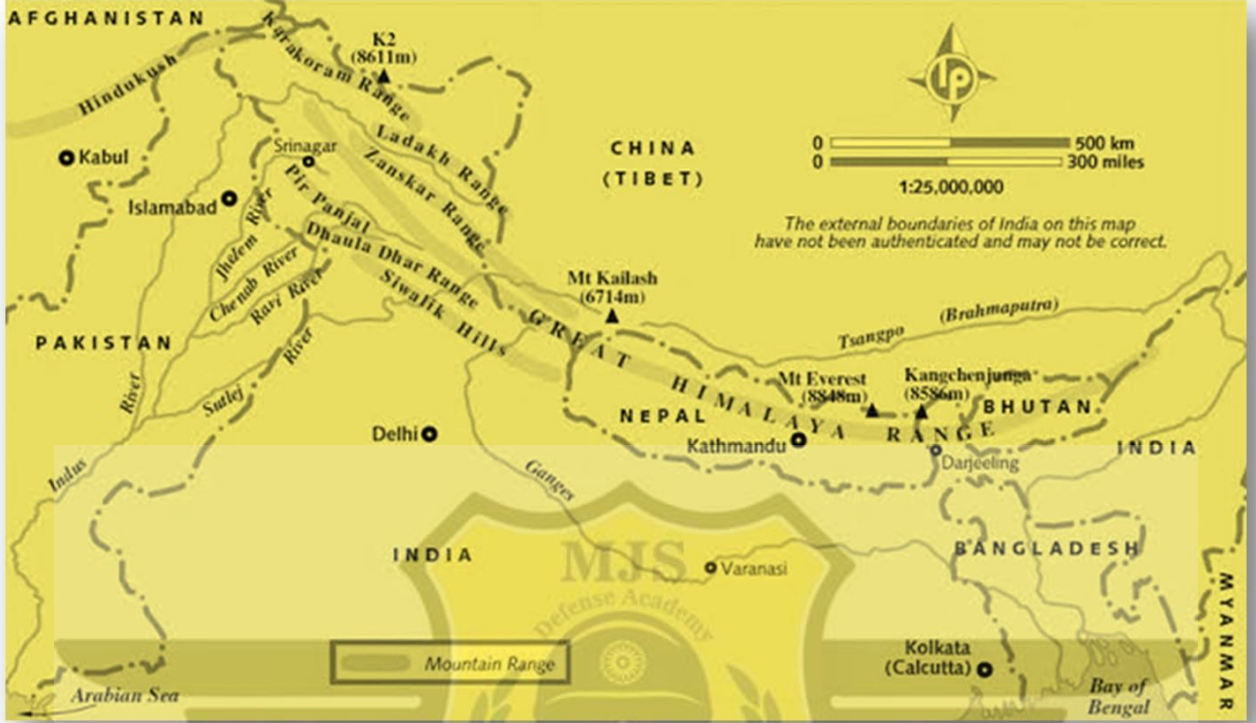 AFGHANISTAN
Karakoram Range
K2
(8611m)
Hindukush
lp
0 500 km
0 300 miles
1:25,000,000
CHINA
(TIBET)
Kabul
Srinagar
Ladakh Range
Zanskar Range
Islamabad
Pir Panjal
The external boundaries of India on this map
have not been authenticated and may not be correct.
Jhelem River
Dhaula Dhar Range
Chenab River
Ravi River
Siwalik Hills
Mt Kailash
(6714m)
GREAT HIMALAYA RANGE
Tsangpo (Brahmaputra)
PAKISTAN
Sutlej River
Indus River
Mt Everest
(8848m)
Kangchenjunga
(8586m)
BHUTAN
NEPAL
Delhi
Kathmandu
INDIA
Darjeeling
Ganges
INDIA
BANGLADESH
MJS
Defense Academy
Varanasi
MYANMAR
Mountain Range
Kolkata
(Calcutta)
Arabian Sea
Bay of
Bengal